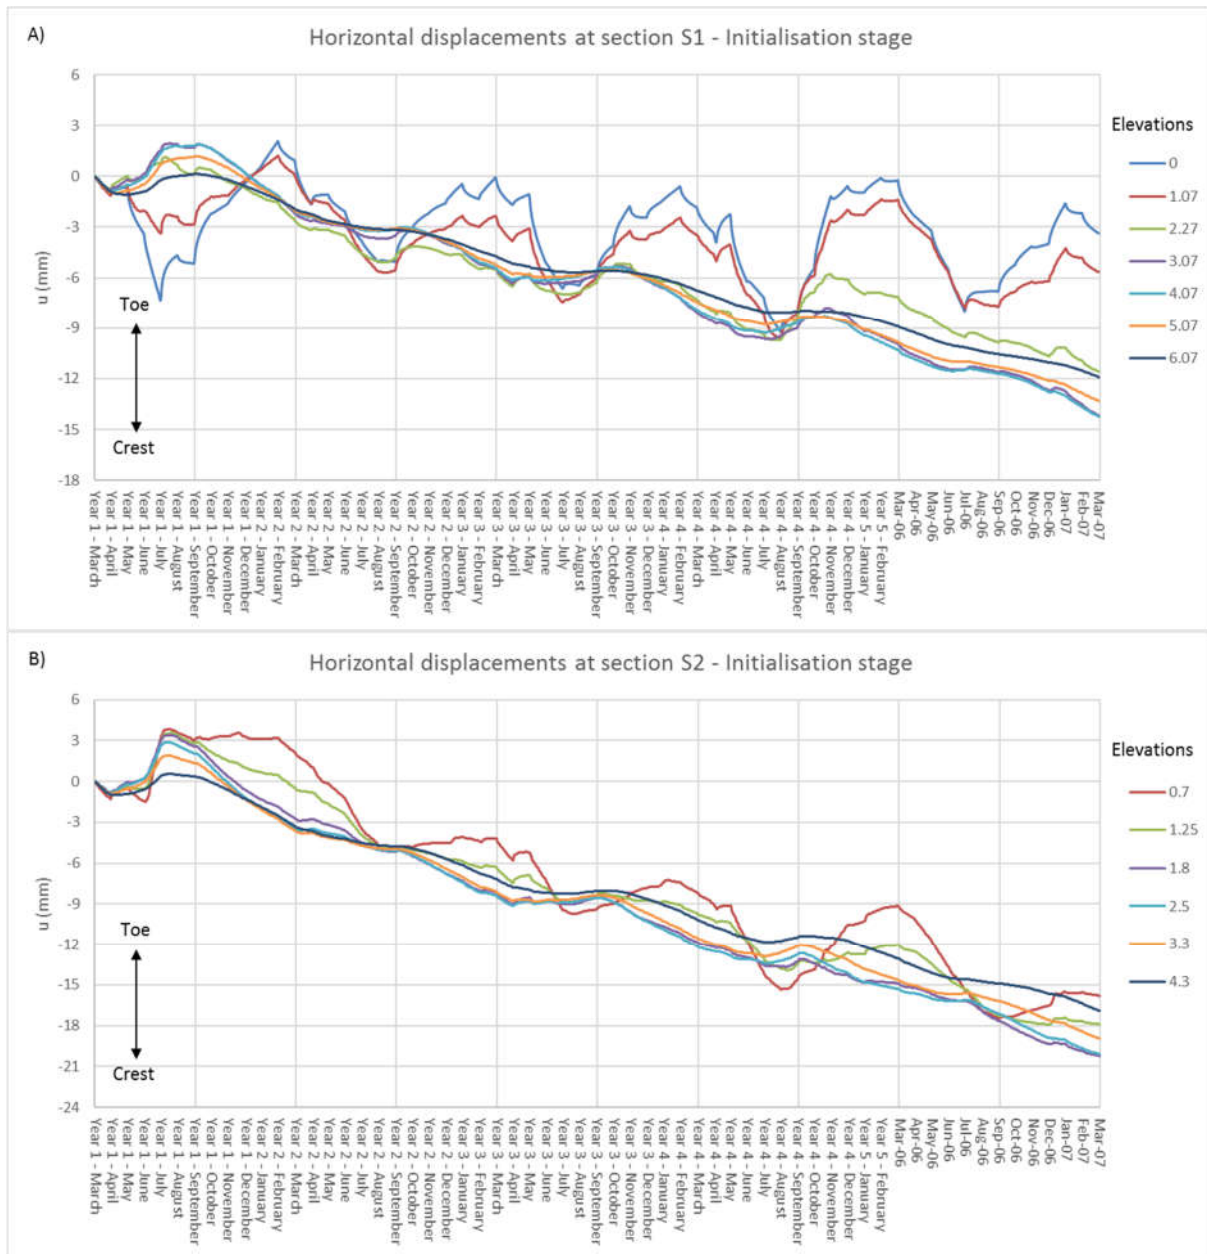 A)
Horizontal displacements at section S1 - Initialisation stage
6
3
0
-3
-6
-9
-12
-15
-18
u (mm)
Toe
Crest
Year 1 - March
Year 1 - April
Year 1 - May
Year 1 - June
Year 1 - July
Year 1 - August
Year 1 - September
Year 1 - October
Year 1 - November
Year 1 - December
Year 2 - January
Year 2 - February
Year 2 - March
Year 2 - April
Year 2 - May
Year 2 - June
Year 2 - July
Year 2 - August
Year 2 - September
Year 2 - October
Year 2 - November
Year 2 - December
Year 3 - January
Year 3 - February
Year 3 - March
Year 3 - April
Year 3 - May
Year 3 - June
Year 3 - July
Year 3 - August
Year 3 - September
Year 3 - October
Year 3 - November
Year 3 - December
Year 4 - January
Year 4 - February
Year 4 - March
Year 4 - April
Year 4 - May
Year 4 - June
Year 4 - July
Year 4 - August
Year 4 - September
Year 4 - October
Year 4 - November
Year 4 - December
Year 5 - January
Year 5 - February
Mar-06
Apr-06
May-06
Jun-06
Jul-06
Aug-06
Sep-06
Oct-06
Nov-06
Dec-06
Jan-07
Feb-07
Mar-07
Elevations
0
1.07
2.27
3.07
4.07
5.07
6.07
B)
Horizontal displacements at section S2 - Initialisation stage
6
3
0
-3
-6
-9
-12
-15
-18
-21
-24
u (mm)
Toe
Crest
Year 1 - March
Year 1 - April
Year 1 - May
Year 1 - June
Year 1 - July
Year 1 - August
Year 1 - September
Year 1 - October
Year 1 - November
Year 1 - December
Year 2 - January
Year 2 - February
Year 2 - March
Year 2 - April
Year 2 - May
Year 2 - June
Year 2 - July
Year 2 - August
Year 2 - September
Year 2 - October
Year 2 - November
Year 2 - December
Year 3 - January
Year 3 - February
Year 3 - March
Year 3 - April
Year 3 - May
Year 3 - June
Year 3 - July
Year 3 - August
Year 3 - September
Year 3 - October
Year 3 - November
Year 3 - December
Year 4 - January
Year 4 - February
Year 4 - March
Year 4 - April
Year 4 - May
Year 4 - June
Year 4 - July
Year 4 - August
Year 4 - September
Year 4 - October
Year 4 - November
Year 4 - December
Year 5 - January
Year 5 - February
Mar-06
Apr-06
May-06
Jun-06
Jul-06
Aug-06
Sep-06
Oct-06
Nov-06
Dec-06
Jan-07
Feb-07
Mar-07
Elevations
0.7
1.25
1.8
2.5
3.3
4.3